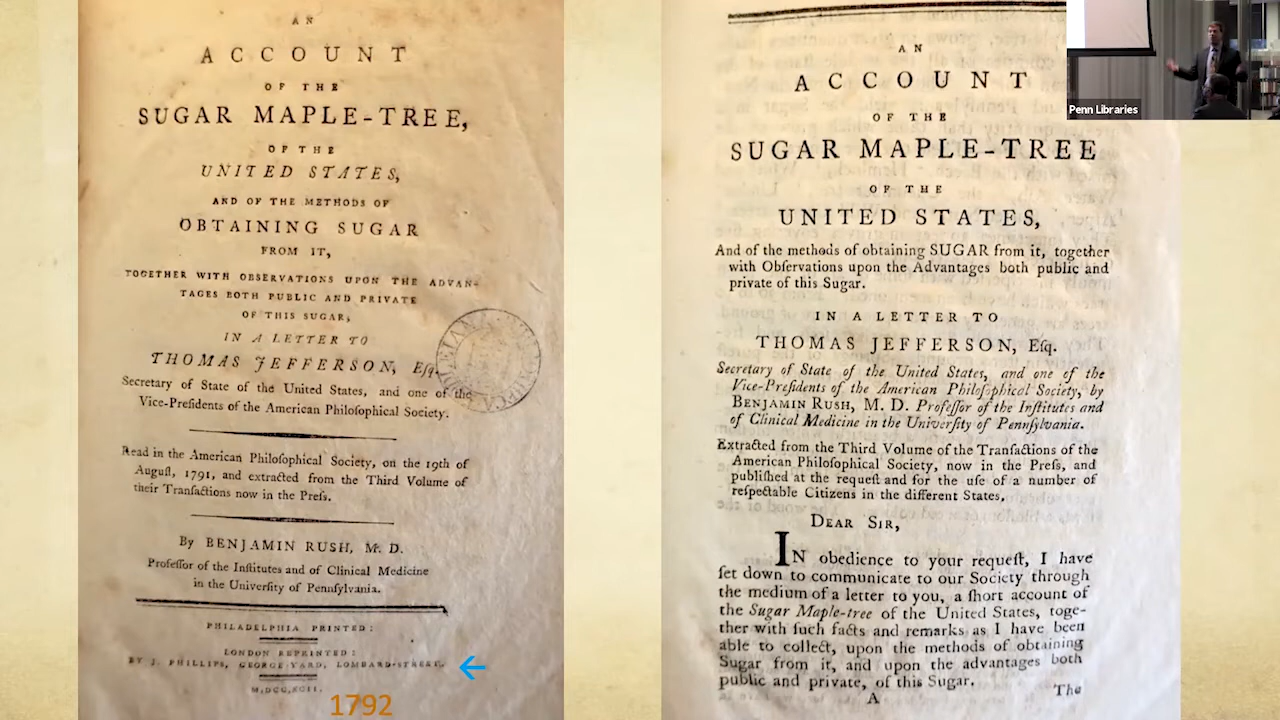 AN
ACCOUNT
OF THE
SUGAR MAPLE-TREE,
OF THE
UNITED STATES,
AND OF THE METHODS OF
OBTAINING SUGAR
FROM IT,
TOGETHER WITH OBSERVATIONS UPON THE ADVAN-
TAGES BOTH PUBLIC AND PRIVATE
OF THIS SUGAR,
IN A LETTER TO
THOMAS JEFFERSON, Eſq.
Secretary of State of the United States, and one of the
Vice-Preſidents of the American Philoſophical Society.
Read in the American Philoſophical Society, on the 19th of
Auguſt, 1791, and extracted from the Third Volume of
their Tranſactions now in the Preſs.
By BENJAMIN RUSH, M. D.
Profeſſor of the Inſtitutes and of Clinical Medicine
in the Univerſity of Pennſylvania.
PHILADELPHIA PRINTED:
LONDON REPRINTED:
BY J. PHILLIPS, GEORGE-YARD, LOMBARD-STREET.
M,DCC,XCII.
1792
AN
ACCOUNT
OF THE
SUGAR MAPLE-TREE
OF THE
UNITED STATES,
And of the methods of obtaining SUGAR from it, together
with Obſervations upon the Advantages both public and
private of this Sugar.
IN A LETTER TO
THOMAS JEFFERSON, Eſq.
Secretary of State of the United States, and one of the
Vice-Preſidents of the American Philoſophical Society, by
BENJAMIN RUSH, M. D. Profeſſor of the Inſtitutes and
of Clinical Medicine in the Univerſity of Pennſylvania.
Extracted from the Third Volume of the Tranſactions of the
American Philoſophical Society, now in the Preſs, and
publiſhed at the requeſt and for the uſe of a number of
reſpectable Citizens in the different States.
DEAR SIR,
IN obedience to your requeſt, I have
ſet down to communicate to our Society through
the medium of a letter to you, a ſhort account of
the Sugar Maple-tree of the United States, toge-
ther with ſuch facts and remarks as I have been
able to collect, upon the methods of obtaining
Sugar from it, and upon the advantages both
public and private, of this Sugar.
A
The
Penn Libraries